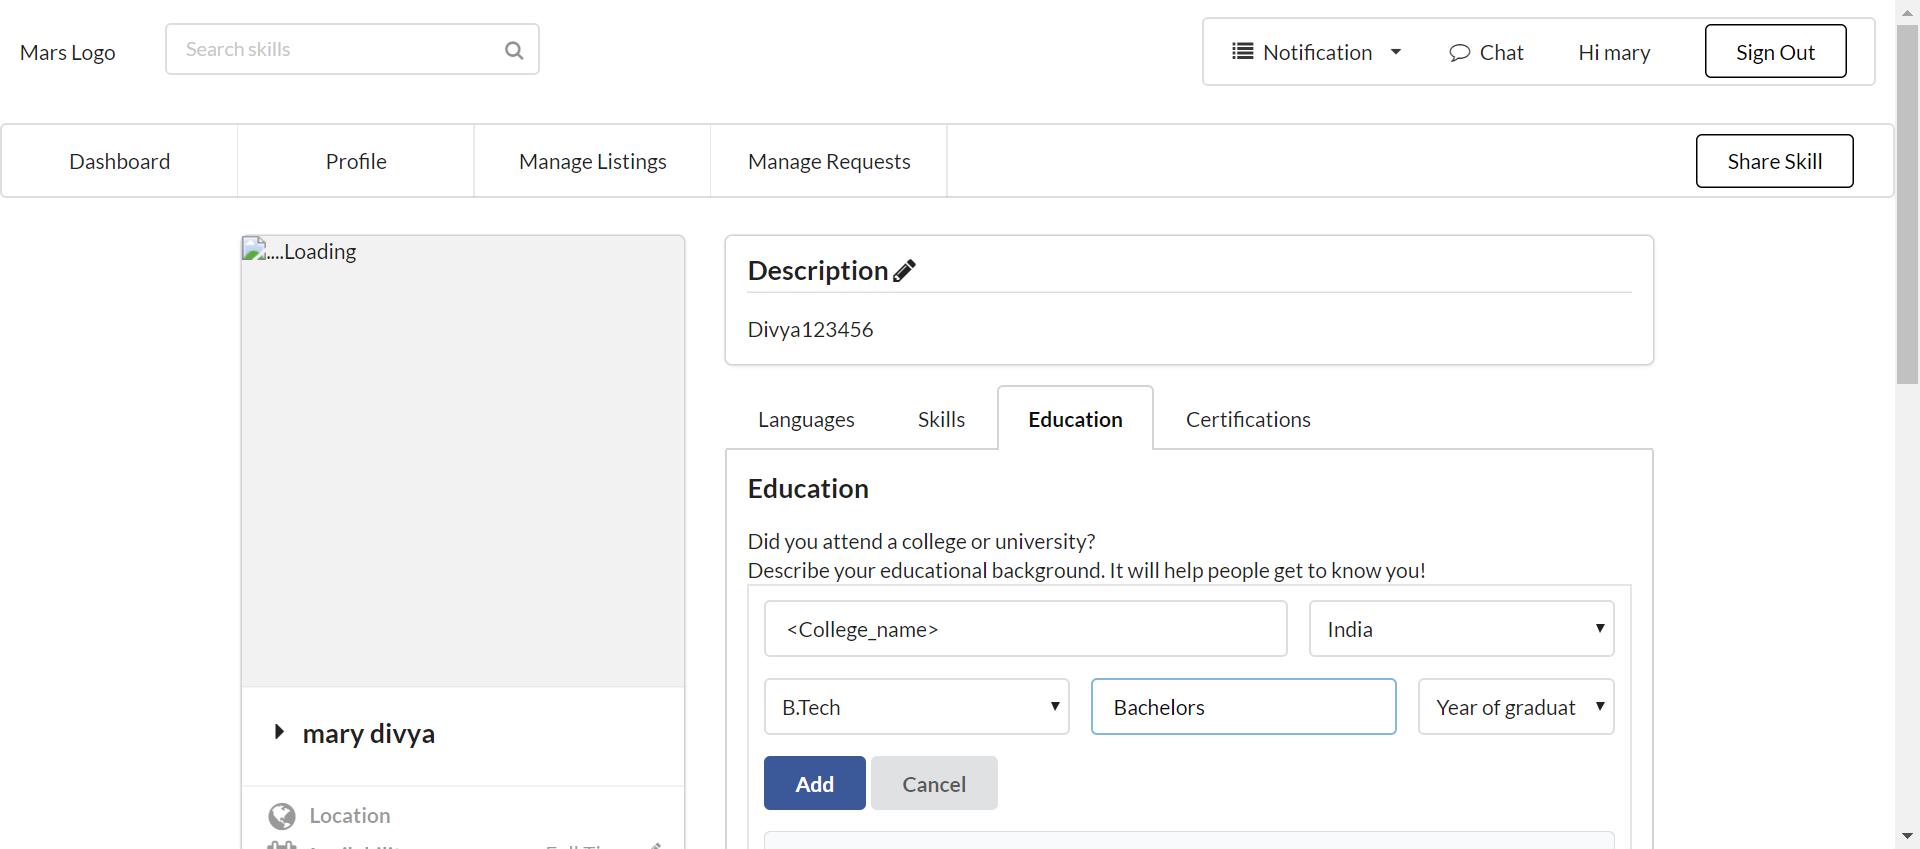 Mars Logo
Search skills
Notification
Chat
Hi mary
Sign Out
Dashboard
Profile
Manage Listings
Manage Requests
Share Skill
....Loading
mary divya
Location
Description
Divya123456
Languages
Skills
Education
Certifications
Education
Did you attend a college or university?
Describe your educational background. It will help people get to know you!
<College_name>
India
B.Tech
Bachelors
Year of graduat
Add
Cancel